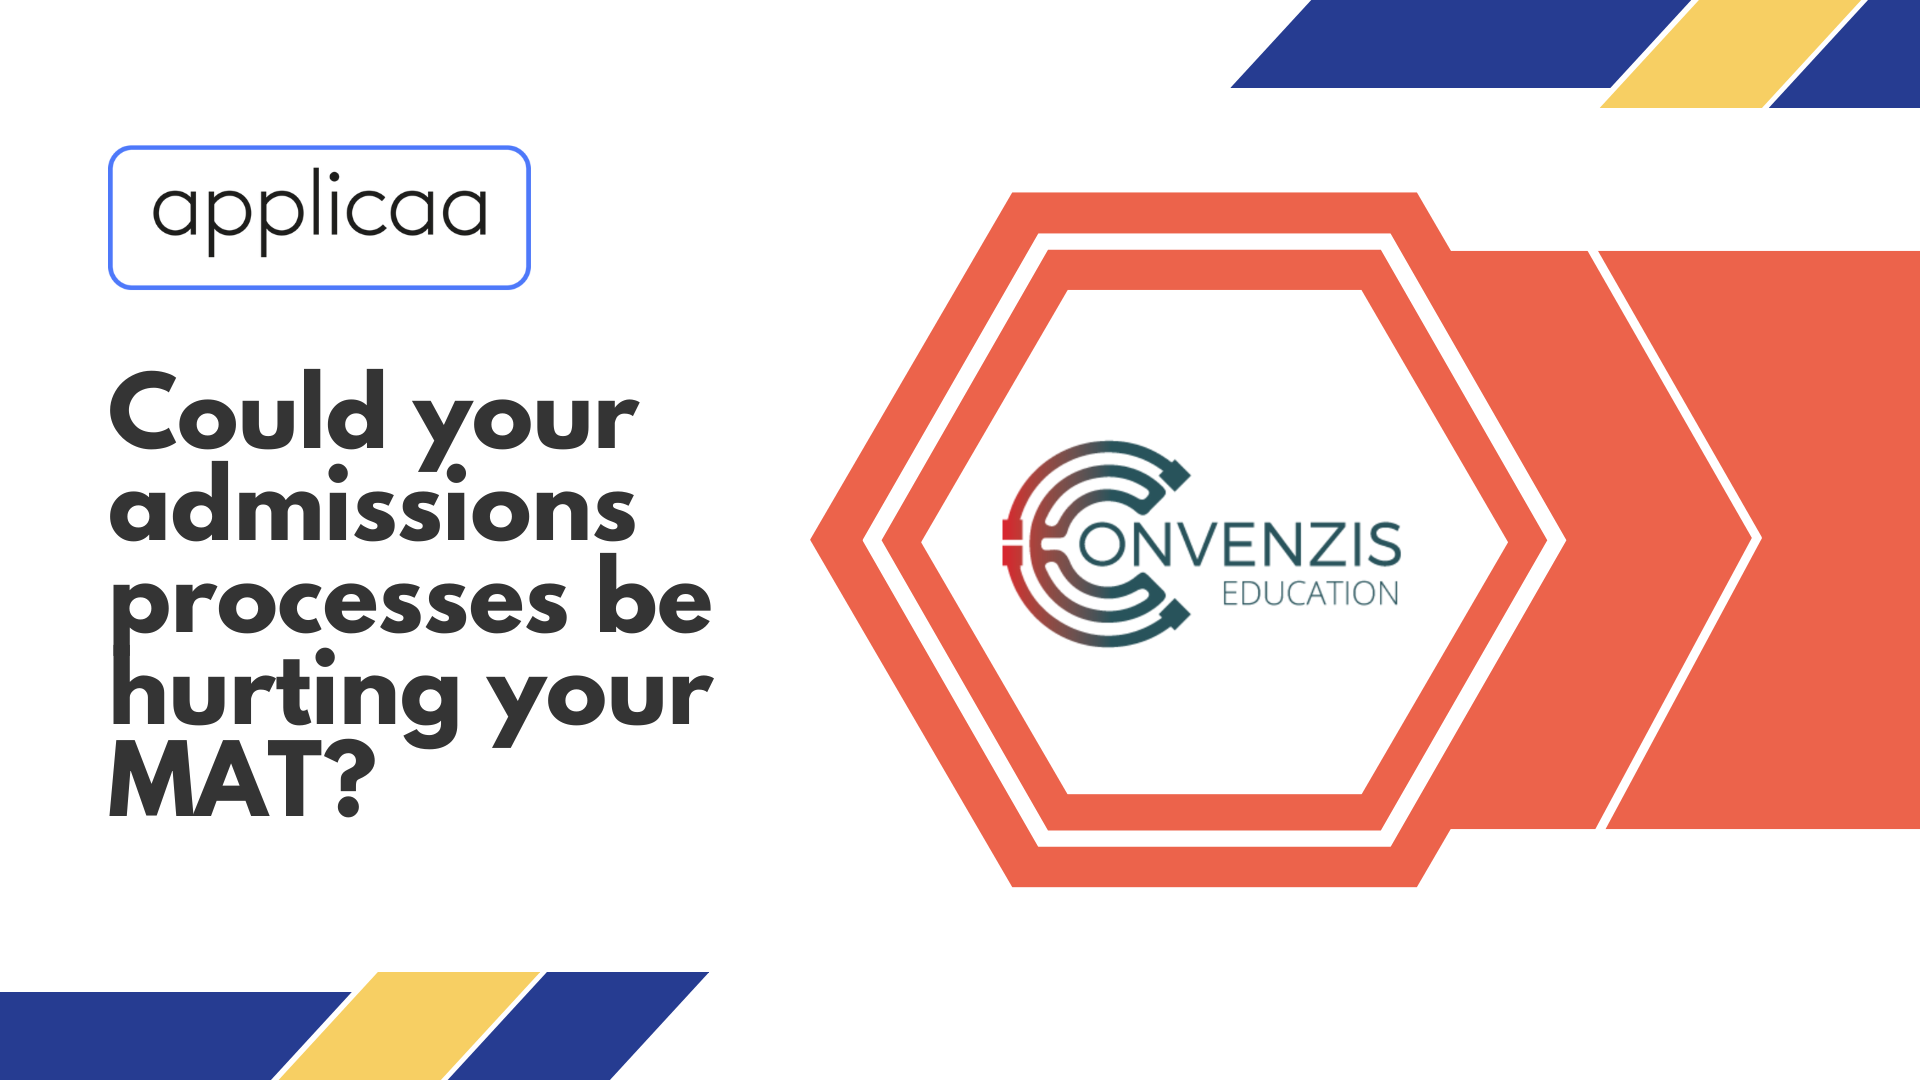 applicaa
Could your
admissions
processes be
hurting your
MAT?
CONVENZIS
EDUCATION